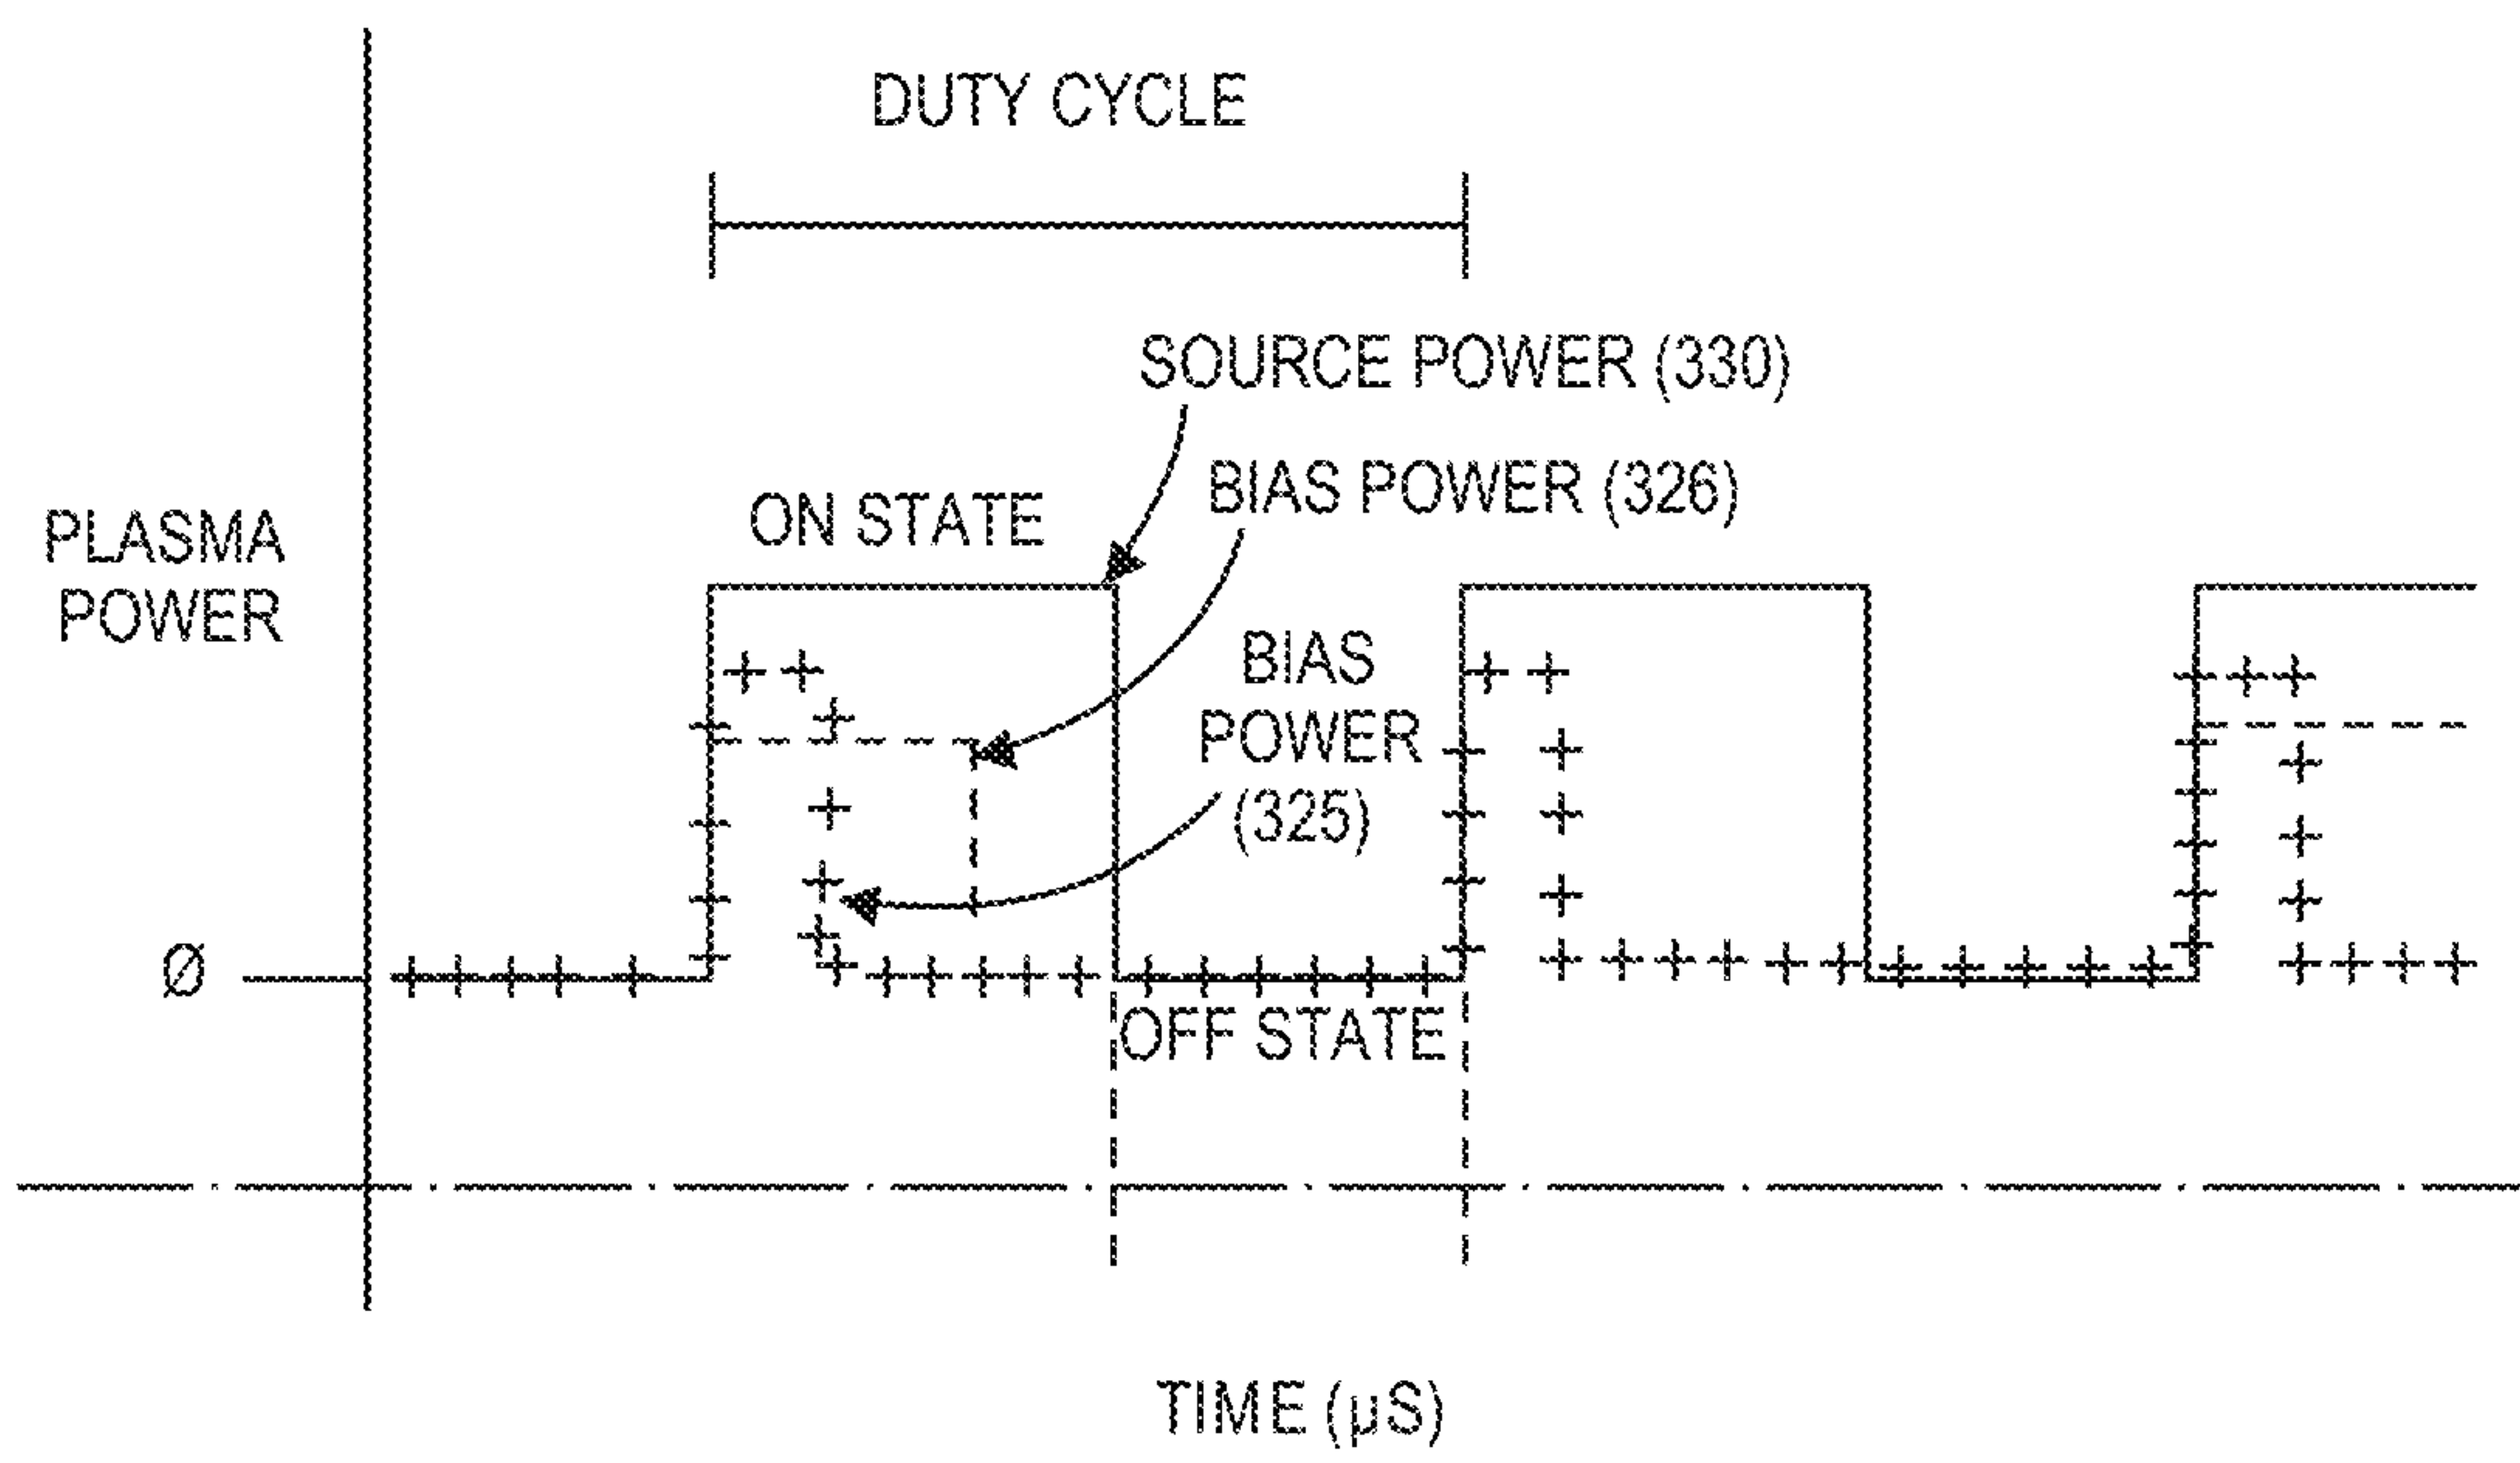 DUTY CYCLE
SOURCE POWER (330)
BIAS POWER (326)
ON STATE
PLASMA
POWER
BIAS
POWER
(325)
Ø
OFF STATE
TIME (µS)